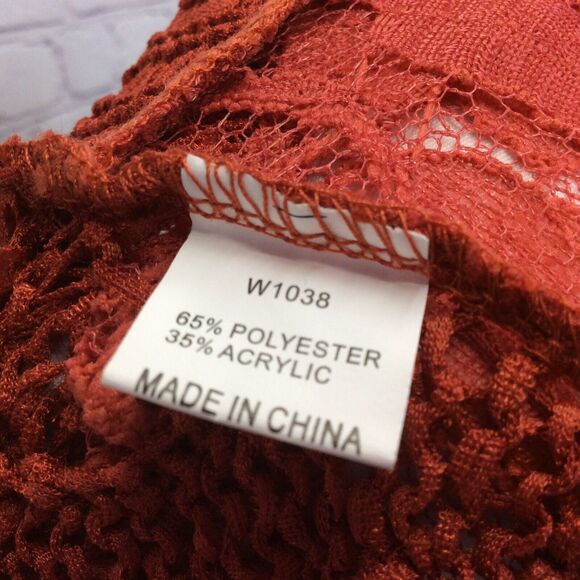 W1038
65% POLYESTER
35% ACRYLIC
MADE IN CHINA